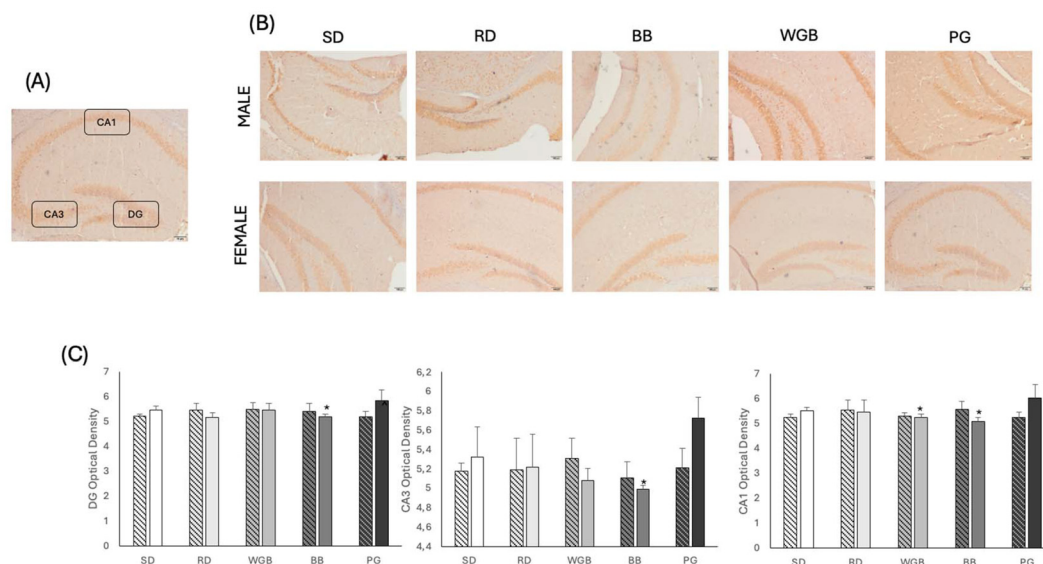 (A)
CA1
CA3
DG
(B)
SD RD BB WGB PG
MALE
FEMALE
(C)
DG Optical Density
7
6
5
4
3
2
1
0
*
*
SD RD WGB BB PG
CA3 Optical Density
6,2
6
5,8
5,6
5,4
5,2
5
4,8
4,6
4,4
*
SD RD WGB BB PG
CA1 Optical Density
7
6
5
4
3
2
1
0
* *
SD RD WGB BB PG